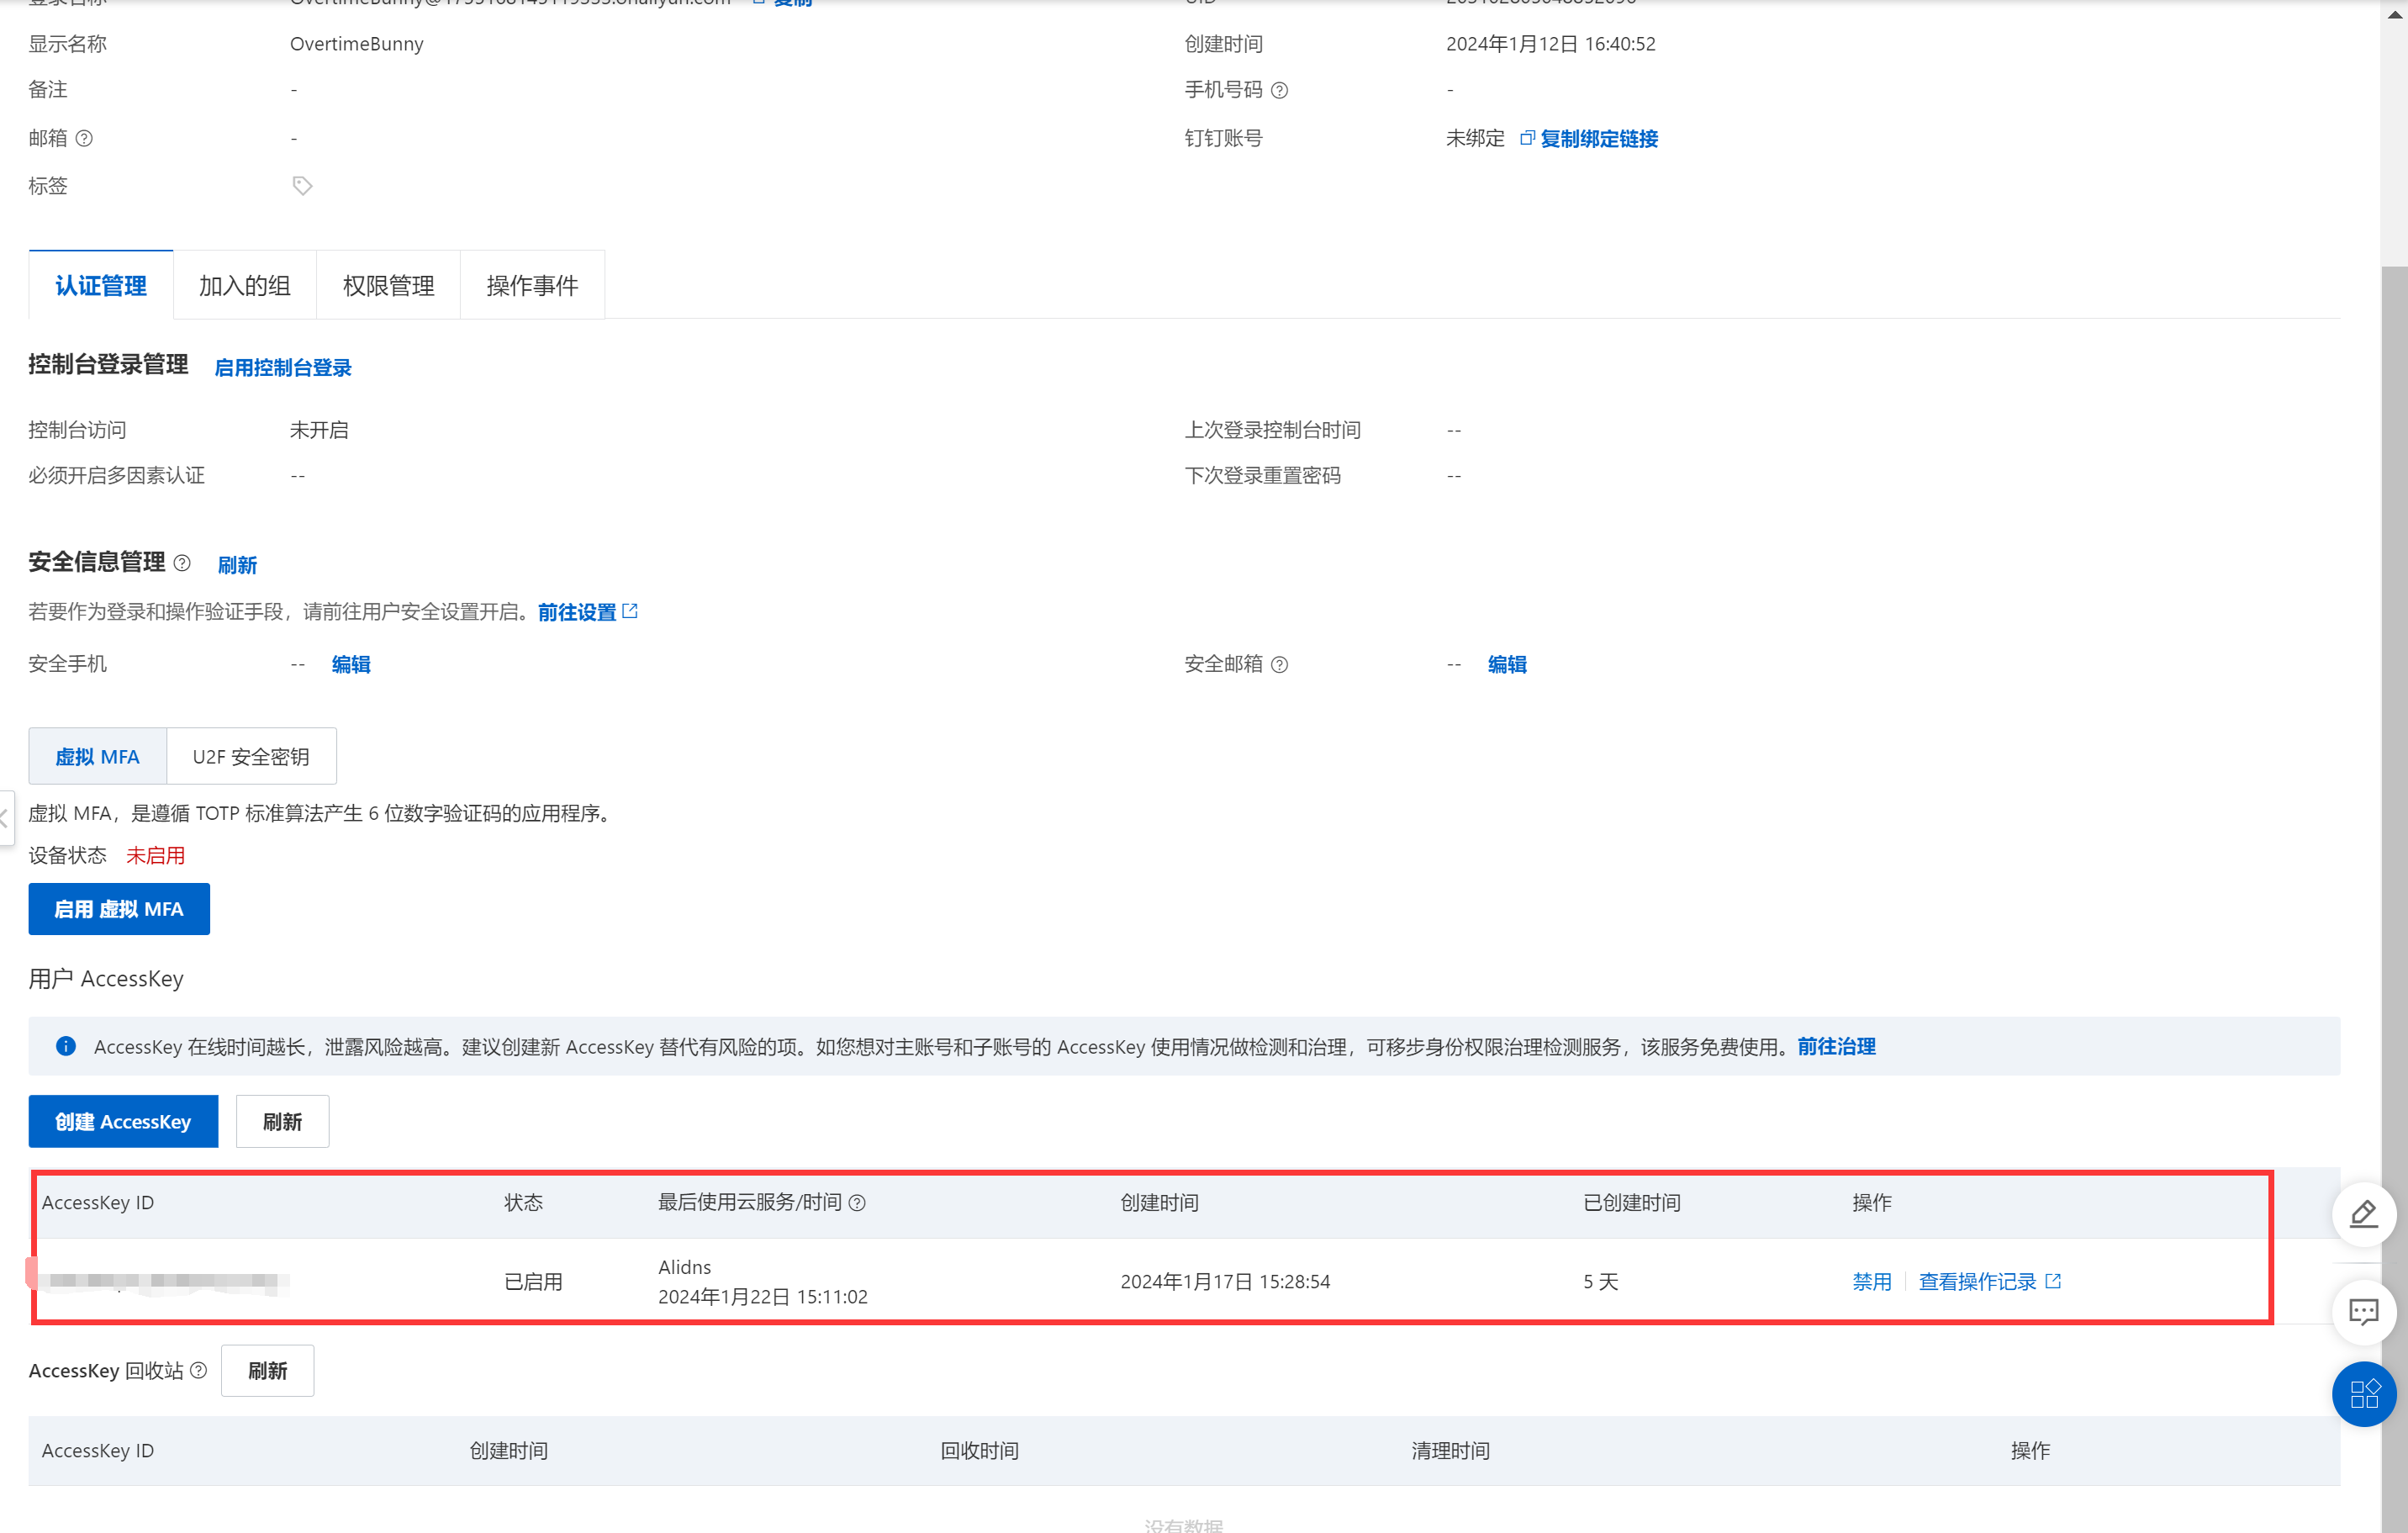 显示名称 OvertimeBunny 创建时间 2024年1月12日 16:40:52
备注 - 手机号码 -
邮箱 - 钉钉账号 未绑定 复制绑定链接
标签
认证管理 加入的组 权限管理 操作事件
控制台登录管理 启用控制台登录
控制台访问 未开启 上次登录控制台时间 --
必须开启多因素认证 -- 下次登录重置密码 --
安全信息管理 刷新
若要作为登录和操作验证手段，请前往用户安全设置开启。前往设置
安全手机 -- 编辑 安全邮箱 -- 编辑
虚拟 MFA U2F 安全密钥
虚拟 MFA，是遵循 TOTP 标准算法产生 6 位数字验证码的应用程序。
设备状态 未启用
启用 虚拟 MFA
用户 AccessKey
AccessKey 在线时间越长，泄露风险越高。建议创建新 AccessKey 替代有风险的项。如您想对主账号和子账号的 AccessKey 使用情况做检测和治理，可移步身份权限治理检测服务，该服务免费使用。前往治理
创建 AccessKey 刷新
AccessKey ID 状态 最后使用云服务/时间 创建时间 已创建时间 操作
已启用 Alidns 2024年1月17日 15:28:54 5 天 禁用 查看操作记录
2024年1月22日 15:11:02
AccessKey 回收站 刷新
AccessKey ID 创建时间 回收时间 清理时间 操作
没有数据